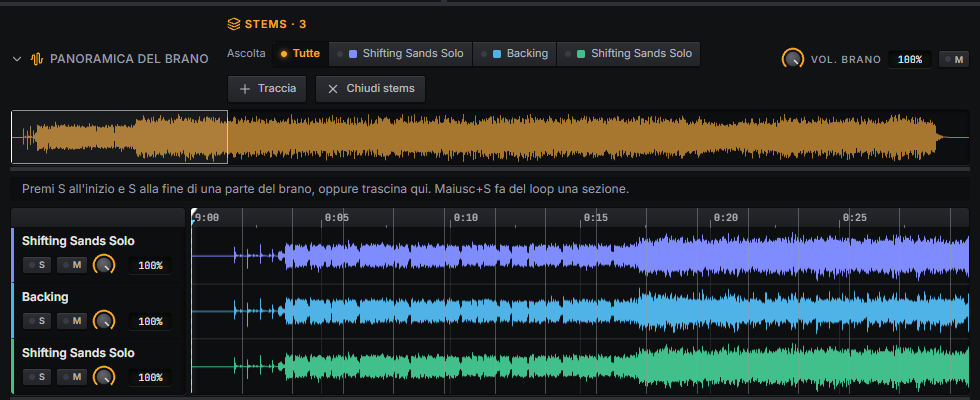 STEMS · 3
PANORAMICA DEL BRANO
Ascolta Tutte Shifting Sands Solo Backing Shifting Sands Solo
VOL. BRANO 100% M
+ Traccia × Chiudi stems
Premi S all'inizio e S alla fine di una parte del brano, oppure trascina qui. Maiusc+S fa del loop una sezione.
0:00 0:05 0:10 0:15 0:20 0:25
Shifting Sands Solo
S M 100%
Backing
S M 100%
Shifting Sands Solo
S M 100%